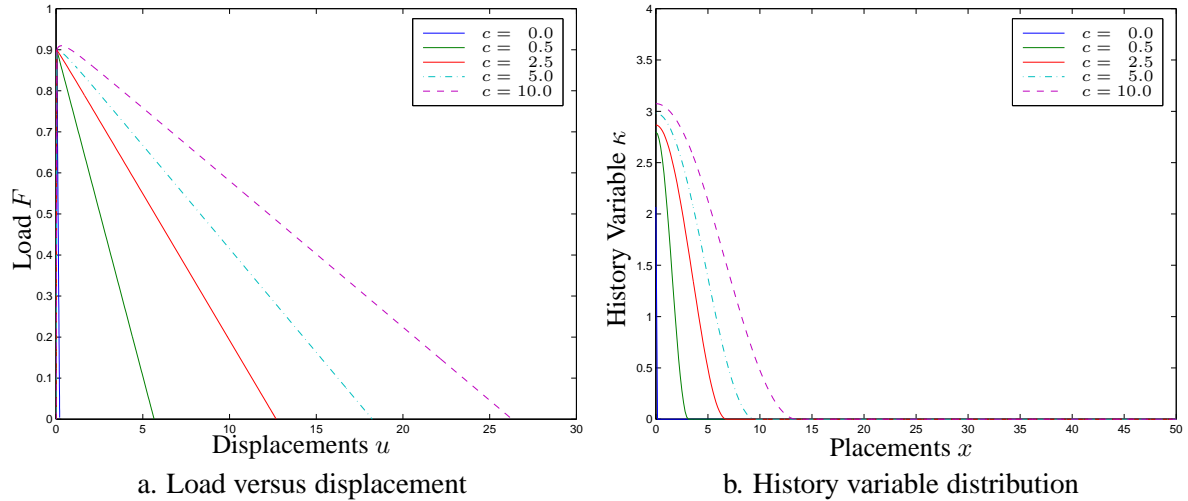 1
0.9
0.8
0.7
0.6
0.5
0.4
0.3
0.2
0.1
0
Load F
0 5 10 15 20 25 30
Displacements u
c = 0.0
c = 0.5
c = 2.5
c = 5.0
c = 10.0
a. Load versus displacement
4
3.5
3
2.5
2
1.5
1
0.5
0
History Variable κ
0 5 10 15 20 25 30 35 40 45 50
Placements x
c = 0.0
c = 0.5
c = 2.5
c = 5.0
c = 10.0
b. History variable distribution